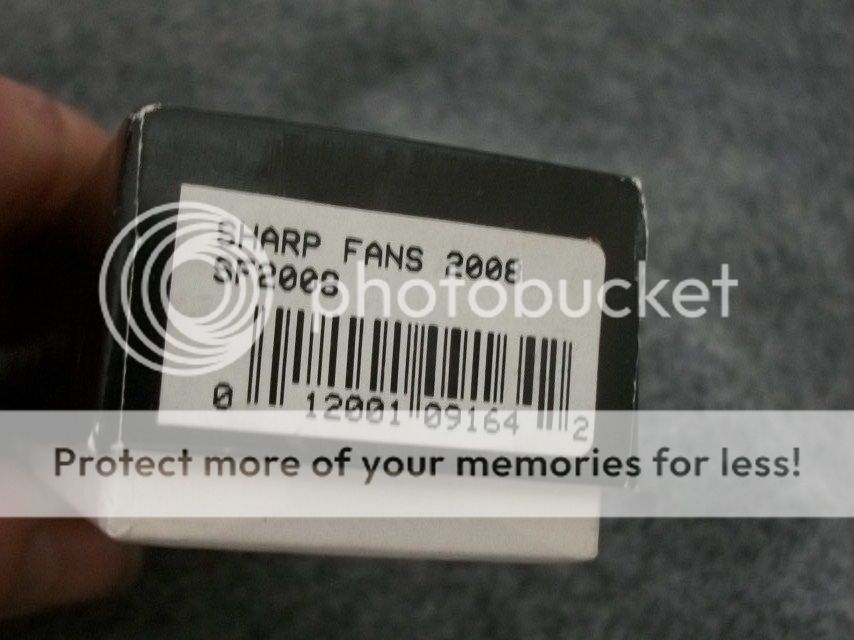 SHARP FANS 2008
SF2008
photobucket
0 12001 09164 2
Protect more of your memories for less!